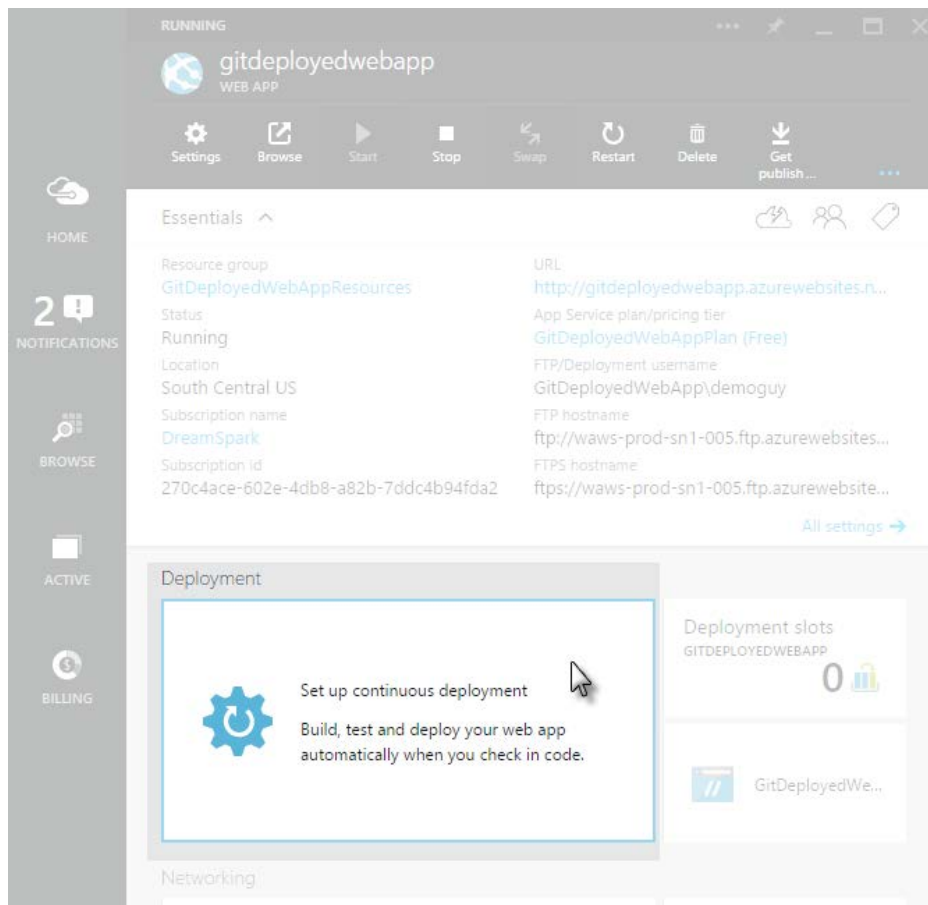 RUNNING
gitdeployedwebapp
WEB APP
Settings
Browse
Start
Stop
Swap
Restart
Delete
Get
publish ...
HOME
2
NOTIFICATIONS
BROWSE
ACTIVE
BILLING
Essentials
Resource group
GitDeployedWebAppResources
Status
Running
Location
South Central US
Subscription name
DreamSpark
Subscription id
270c4ace-602e-4db8-a82b-7ddc4b94fda2
URL
http://gitdeployedwebapp.azurewebsites.n...
App Service plan/pricing tier
GitDeployedWebAppPlan (Free)
FTP/Deployment username
GitDeployedWebApp\demoguy
FTP hostname
ftp://waws-prod-sn1-005.ftp.azurewebsites...
FTPS hostname
ftps://waws-prod-sn1-005.ftp.azurewebsite...
All settings
Deployment
Set up continuous deployment
Build, test and deploy your web app
automatically when you check in code.
Deployment slots
GITDEPLOYEDWEBAPP
0
GitDeployedWe...
Networking